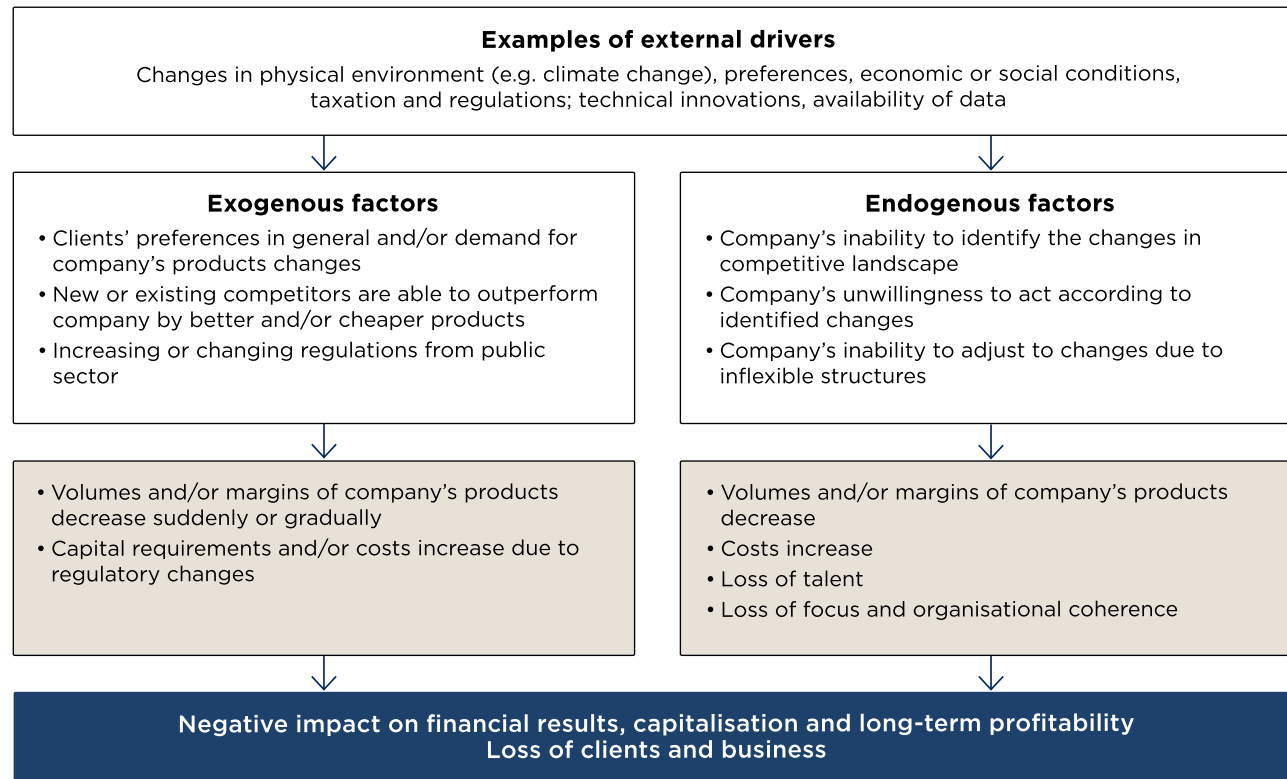 Examples of external drivers
Changes in physical environment (e.g. climate change), preferences, economic or social conditions,
taxation and regulations; technical innovations, availability of data
Exogenous factors
• Clients’ preferences in general and/or demand for
company’s products changes
• New or existing competitors are able to outperform
company by better and/or cheaper products
• Increasing or changing regulations from public
sector
Endogenous factors
• Company’s inability to identify the changes in
competitive landscape
• Company’s unwillingness to act according to
identified changes
• Company’s inability to adjust to changes due to
inflexible structures
• Volumes and/or margins of company’s products
decrease suddenly or gradually
• Capital requirements and/or costs increase due to
regulatory changes
• Volumes and/or margins of company’s products
decrease
• Costs increase
• Loss of talent
• Loss of focus and organisational coherence
Negative impact on financial results, capitalisation and long-term profitability
Loss of clients and business